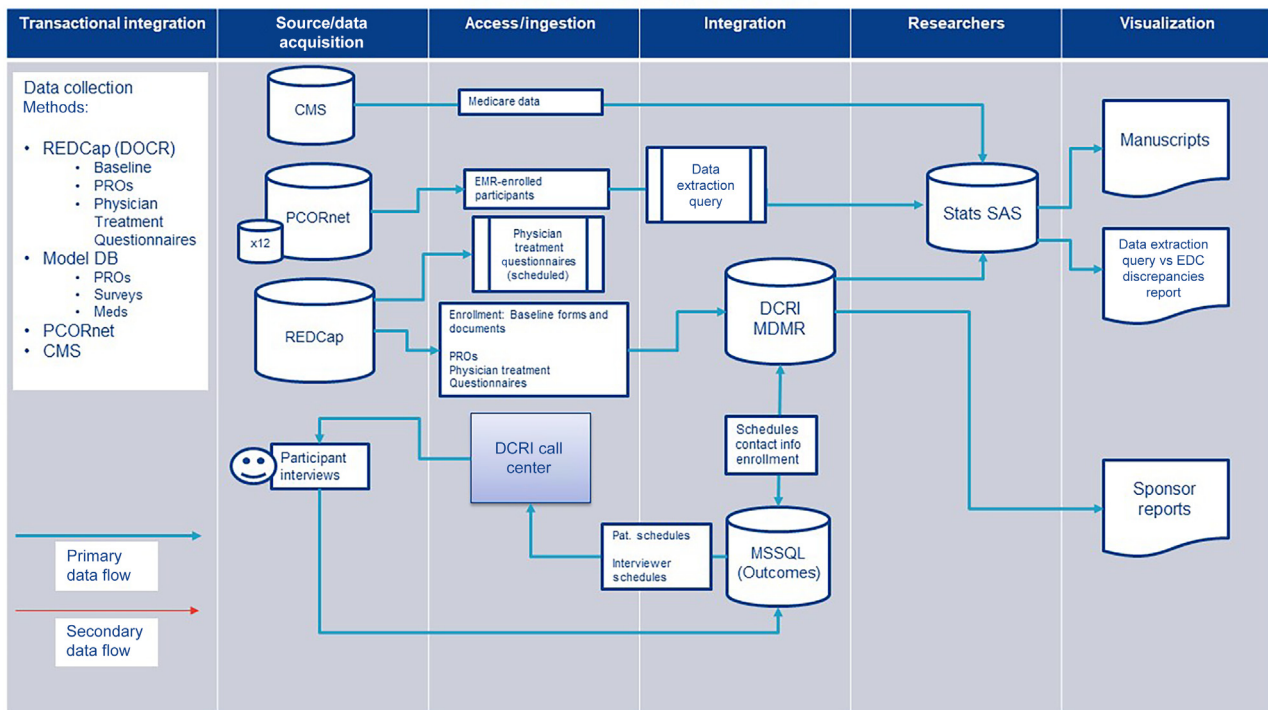 Transactional integration
Source/data
acquisition
Access/ingestion
Integration
Researchers
Visualization
Data collection
Methods:
• REDCap (DOCR)
• Baseline
• PROs
• Physician
Treatment
Questionnaires
• Model DB
• PROs
• Surveys
• Meds
• PCORnet
• CMS
Primary
data flow
Secondary
data flow
CMS
PCORnet
x12
REDCap
Participant
interviews
Medicare data
EMR-enrolled
participants
Physician
treatment
questionnaires
(scheduled)
Enrollment: Baseline forms and
documents
PROs
Physician treatment
Questionnaires
DCRI call
center
Pat. schedules
Interviewer
schedules
Data
extraction
query
DCRI
MDMR
Schedules
contact info
enrollment
MSSQL
(Outcomes)
Stats SAS
Manuscripts
Data extraction
query vs EDC
discrepancies
report
Sponsor
reports